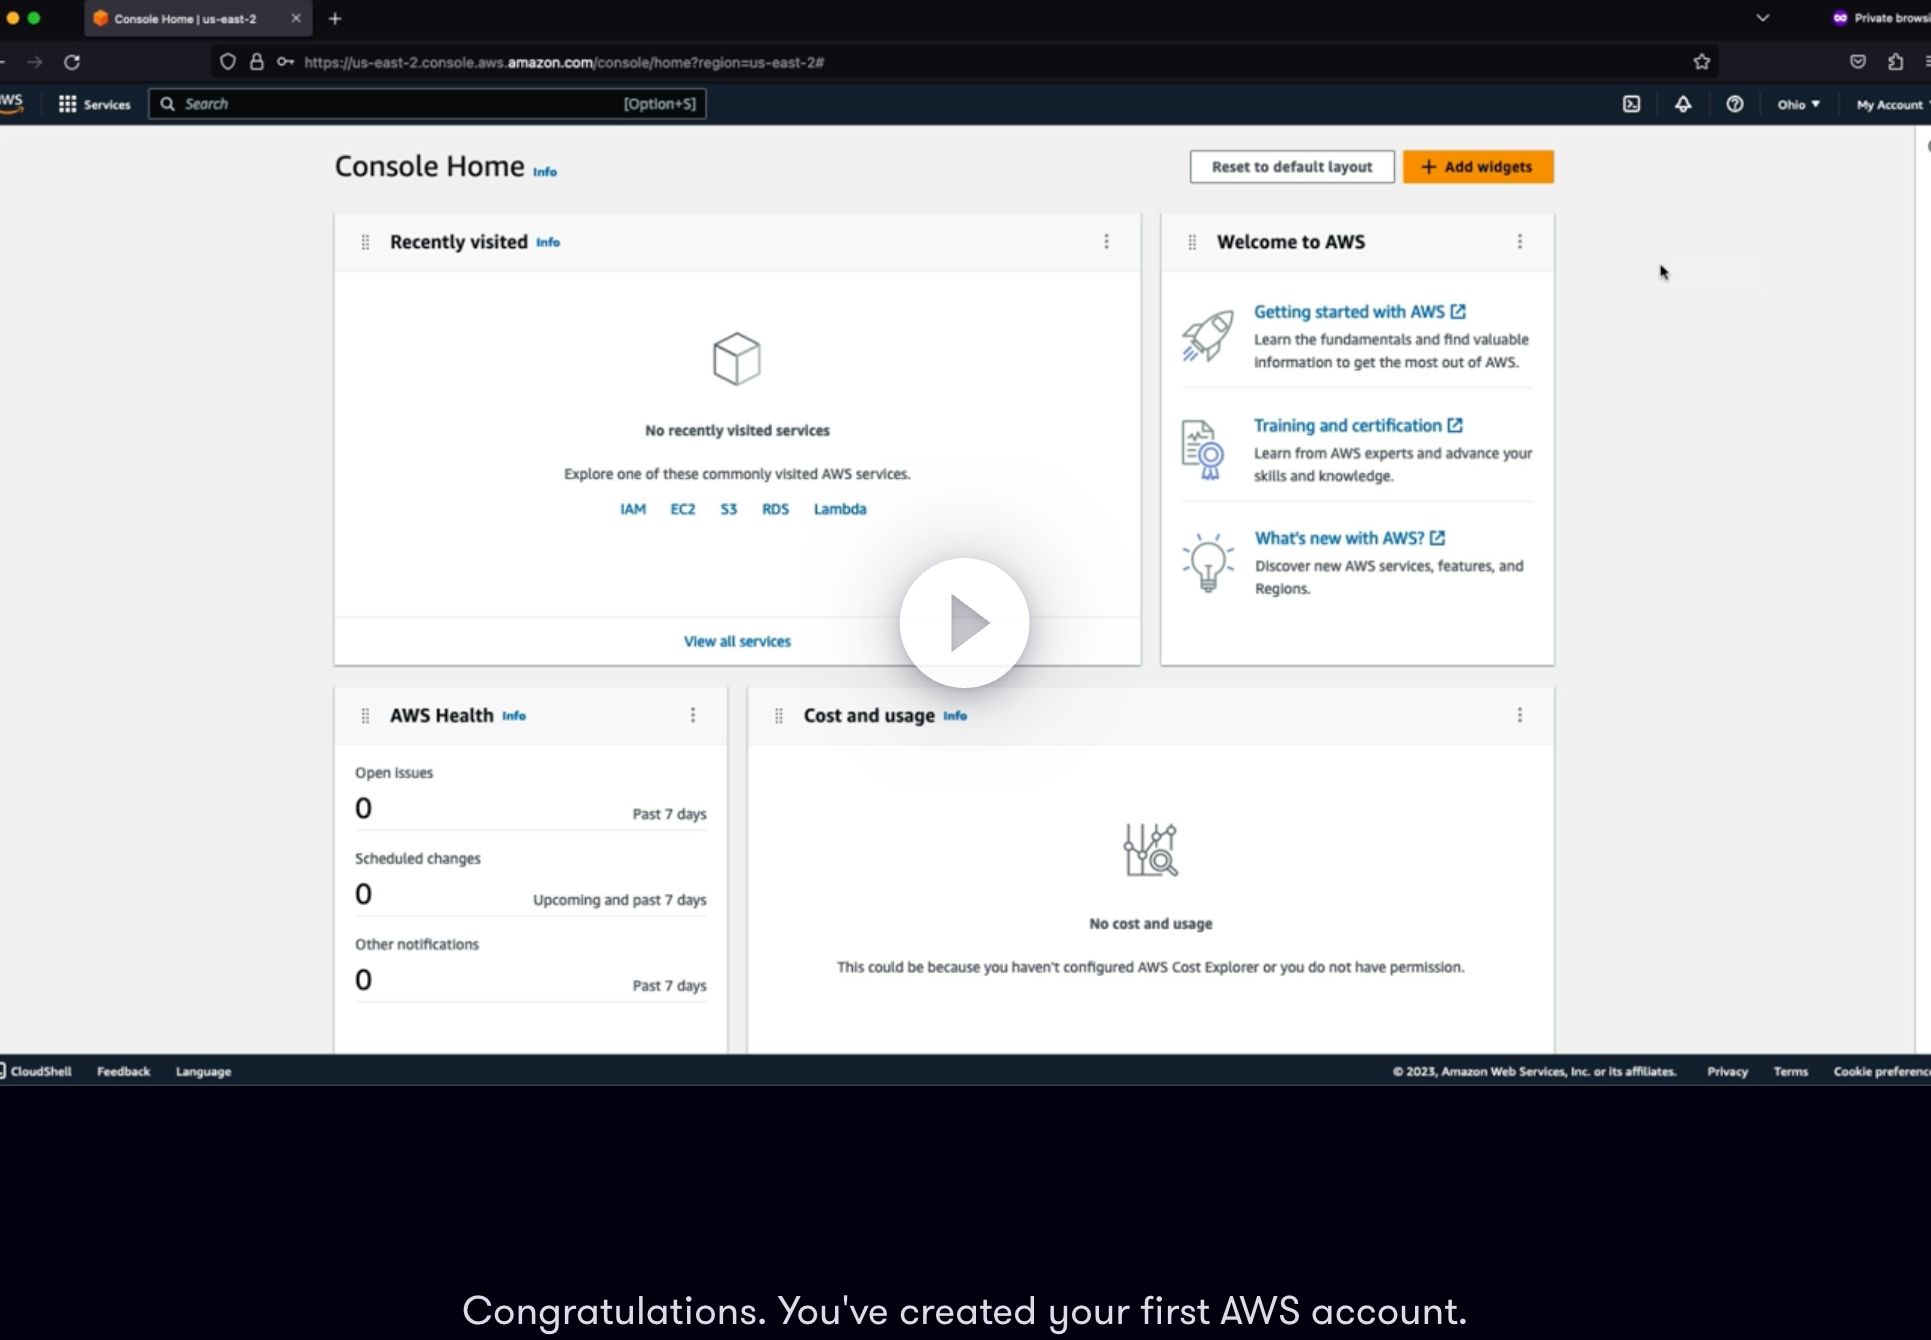 Console Home | us-east-2
Private
https://us-east-2.console.aws.amazon.com/console/home?region=us-east-2#
Services
Search
[Option+S]
Ohio
My Account
Console Home Info
Reset to default layout
+ Add widgets
Recently visited Info
No recently visited services
Explore one of these commonly visited AWS services.
IAM EC2 S3 RDS Lambda
View all services
Welcome to AWS
Getting started with AWS
Learn the fundamentals and find valuable
information to get the most out of AWS.
Training and certification
Learn from AWS experts and advance your
skills and knowledge.
What's new with AWS?
Discover new AWS services, features, and
Regions.
AWS Health Info
Open issues
0 Past 7 days
Scheduled changes
0 Upcoming and past 7 days
Other notifications
0 Past 7 days
Cost and usage Info
No cost and usage
This could be because you haven't configured AWS Cost Explorer or you do not have permission.
CloudShell Feedback Language
© 2023, Amazon Web Services, Inc. or its affiliates. Privacy Terms Cookie
Congratulations. You've created your first AWS account.